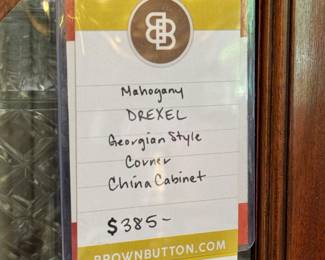 BB
Mahogany
DREXEL
Georgian Style
Corner
China Cabinet
$385-
BROWNBUTTON.COM